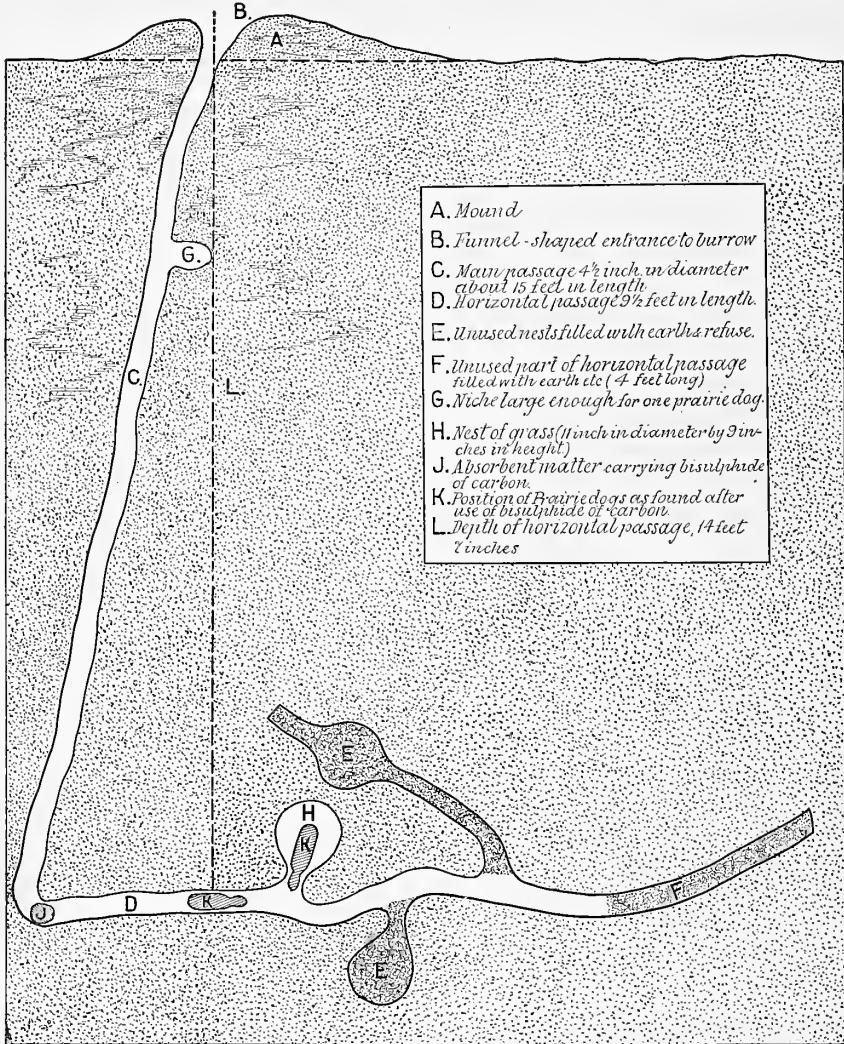 B.
A
G.
C.
L.
A. Mound
B. Funnel-shaped entrance to burrow
C. Main passage 4½ inch. in diameter
about 15 feet in length
D. Horizontal passage 9½ feet in length.
E. Unused nests filled with earth & refuse.
F. Unused part of horizontal passage
filled with earth etc (4 feet long)
G. Niche large enough for one prairie dog.
H. Nest of grass (11 inch in diameter by 9 in-
ches in height)
J. Absorbent matter carrying bisulphide
of carbon.
K. Position of Prairie dogs as found after
use of bisulphide of carbon
L. Depth of horizontal passage, 14 feet
7 inches
E
H
K
J
D
K
F
E